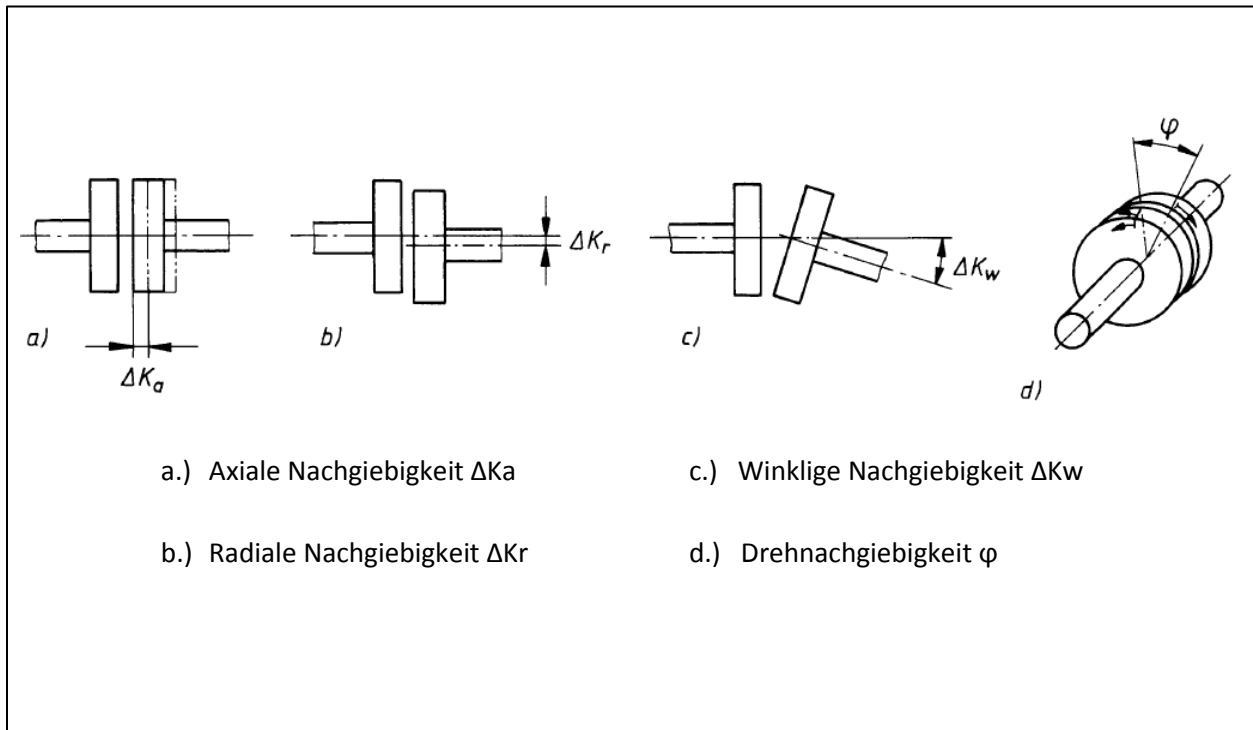 φ
ΔKr
ΔKw
a)
b)
c)
d)
ΔKa
a.) Axiale Nachgiebigkeit ΔKa
c.) Winklige Nachgiebigkeit ΔKw
b.) Radiale Nachgiebigkeit ΔKr
d.) Drehnachgiebigkeit φ